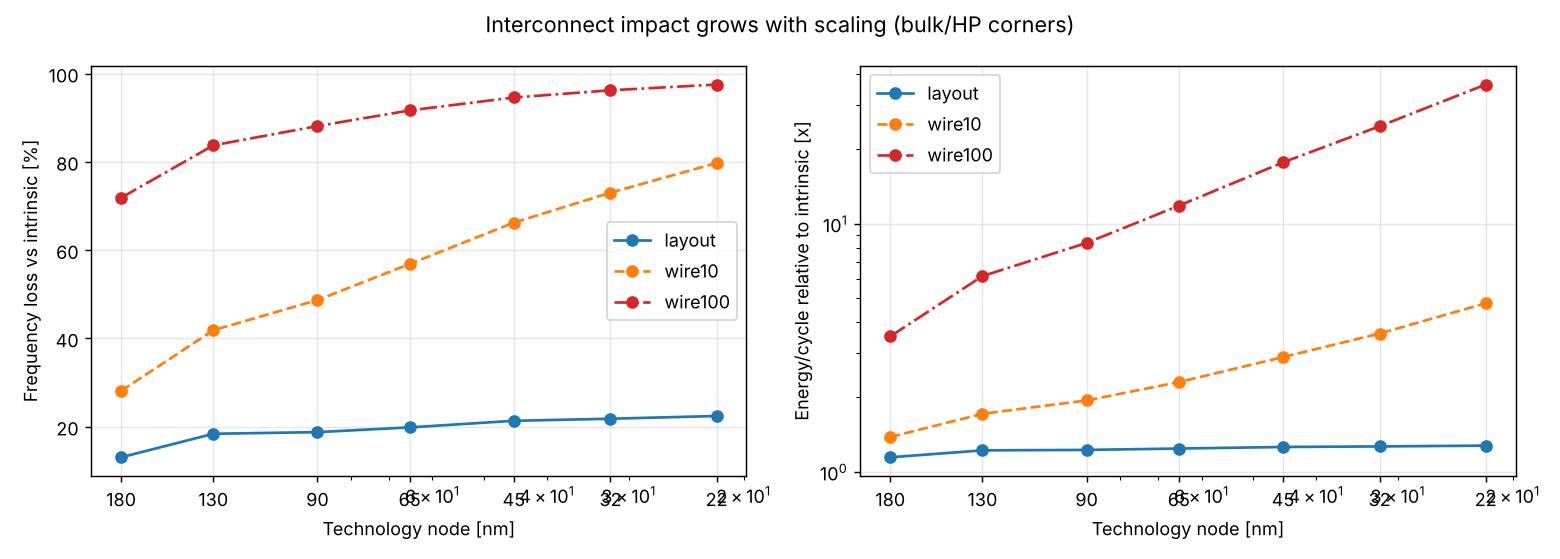 Interconnect impact grows with scaling (bulk/HP corners)
Frequency loss vs intrinsic [%]
100
80
60
40
20
layout
wire10
wire100
180 130 90 65 6 × 10¹ 45 4 × 10¹ 32 3 × 10¹ 22 2 × 10¹
Technology node [nm]
Energy/cycle relative to intrinsic [x]
10¹
10⁰
layout
wire10
wire100
180 130 90 65 6 × 10¹ 45 4 × 10¹ 32 3 × 10¹ 22 2 × 10¹
Technology node [nm]